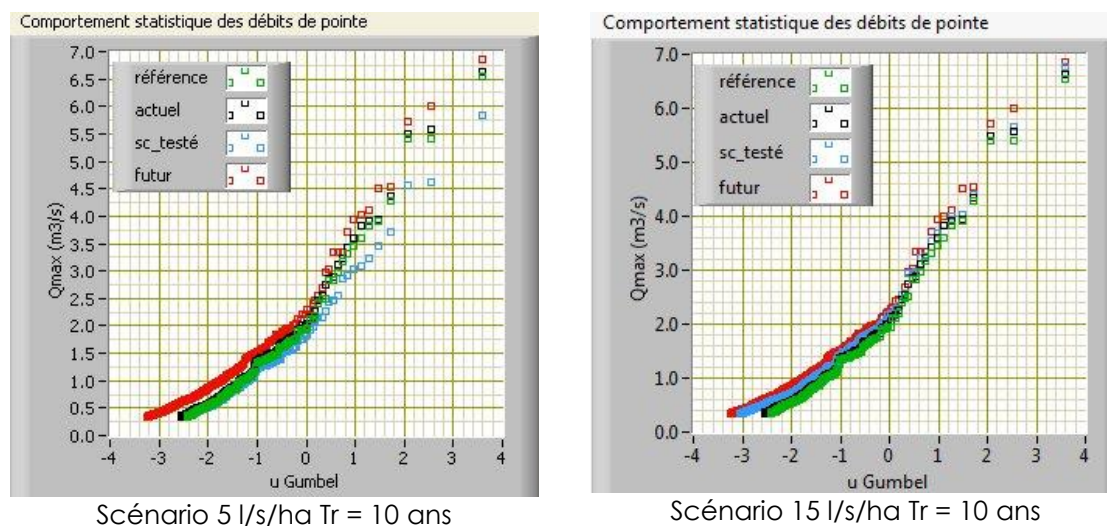 Comportement statistique des débits de pointe
7.0
6.5
6.0
5.5
5.0
4.5
4.0
3.5
3.0
2.5
2.0
1.5
1.0
0.5
0.0
Qmax (m3/s)
référence
actuel
sc_testé
futur
-4 -3 -2 -1 0 1 2 3 4
u Gumbel
Scénario 5 l/s/ha Tr = 10 ans
Comportement statistique des débits de pointe
7.0
6.0
5.0
4.0
3.0
2.0
1.0
0.0
Qmax (m3/s)
référence
actuel
sc_testé
futur
-4 -3 -2 -1 0 1 2 3 4
u Gumbel
Scénario 15 l/s/ha Tr = 10 ans